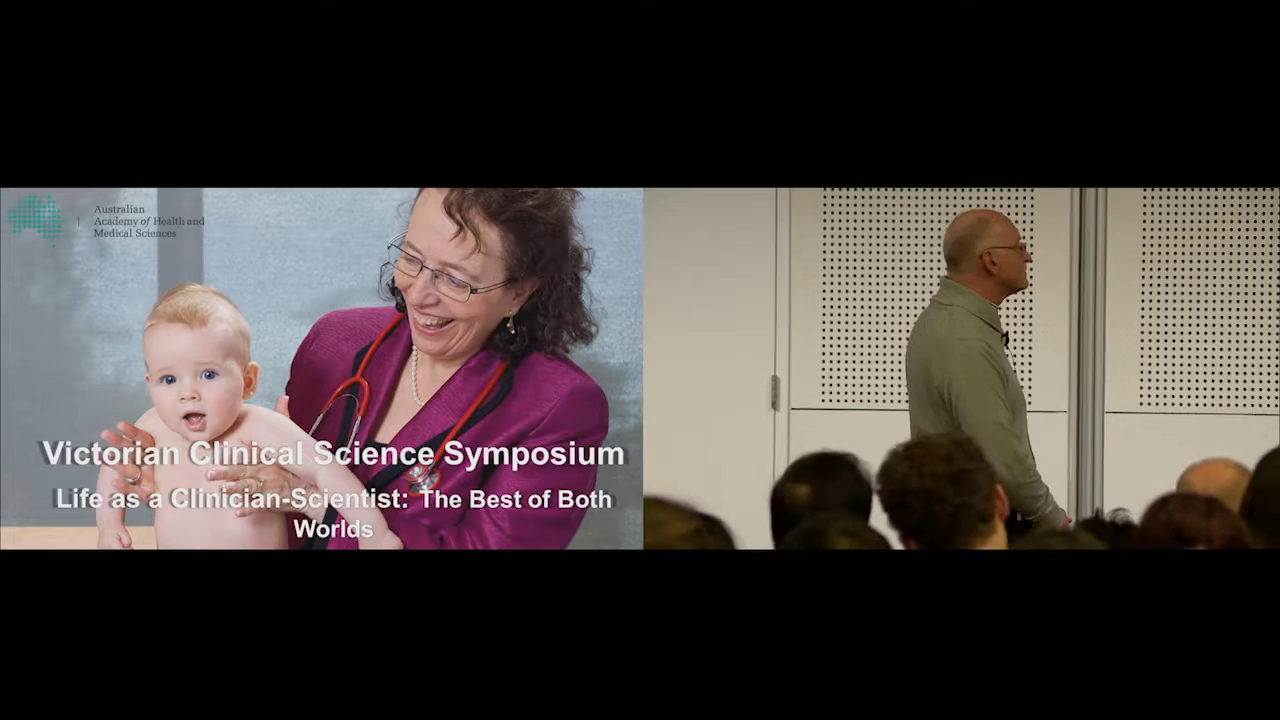 Australian
Academy of Health and
Medical Sciences
Victorian Clinical Science Symposium
Life as a Clinician-Scientist: The Best of Both
Worlds